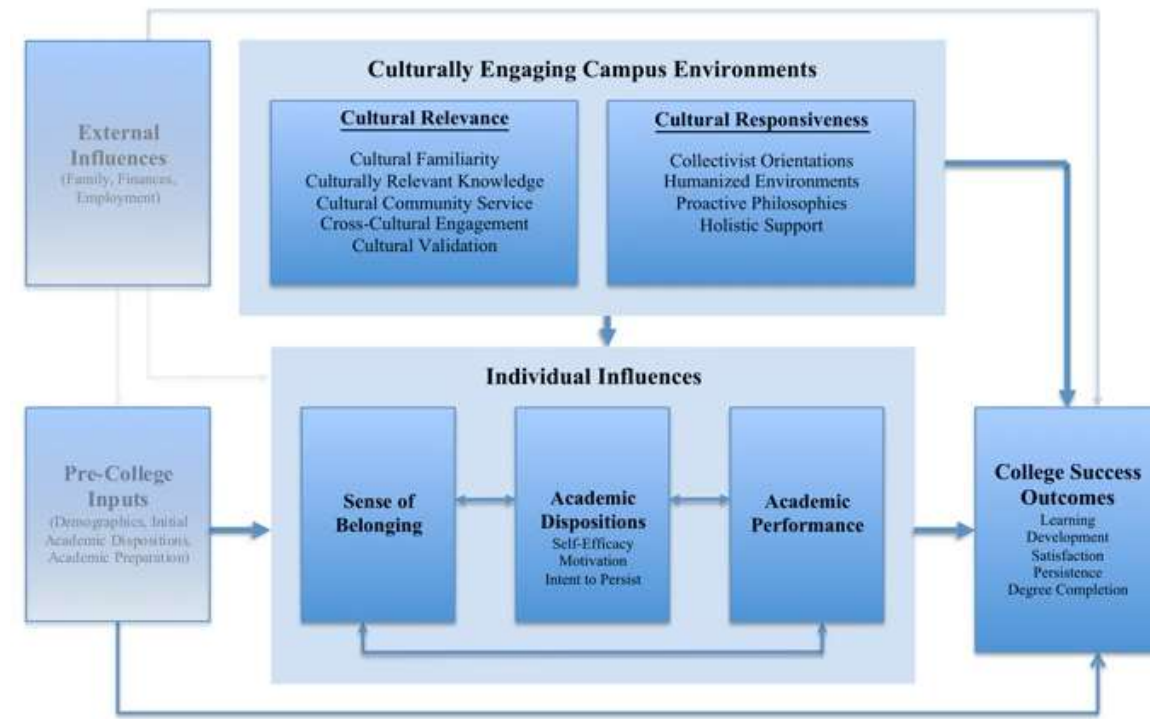 Culturally Engaging Campus Environments
External
Influences
(Family, Finances,
Employment)
Cultural Relevance
Cultural Familiarity
Culturally Relevant Knowledge
Cultural Community Service
Cross-Cultural Engagement
Cultural Validation
Cultural Responsiveness
Collectivist Orientations
Humanized Environments
Proactive Philosophies
Holistic Support
Individual Influences
Pre-College
Inputs
(Demographics, Initial
Academic Dispositions,
Academic Preparation)
Sense of
Belonging
Academic
Dispositions
Self-Efficacy
Motivation
Intent to Persist
Academic
Performance
College Success
Outcomes
Learning
Development
Satisfaction
Persistence
Degree Completion